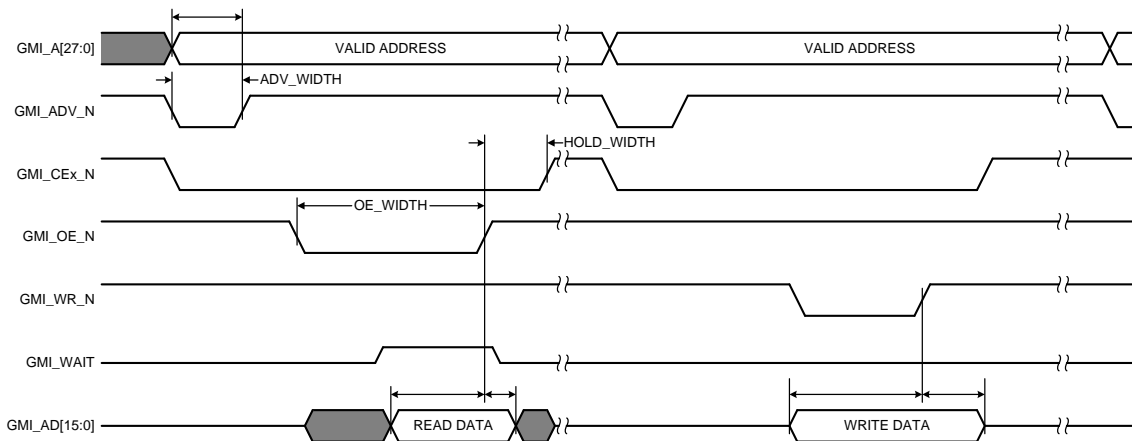 GMI_A[27:0]
VALID ADDRESS
VALID ADDRESS
ADV_WIDTH
GMI_ADV_N
HOLD_WIDTH
GMI_CEx_N
OE_WIDTH
GMI_OE_N
GMI_WR_N
GMI_WAIT
GMI_AD[15:0]
READ DATA
WRITE DATA